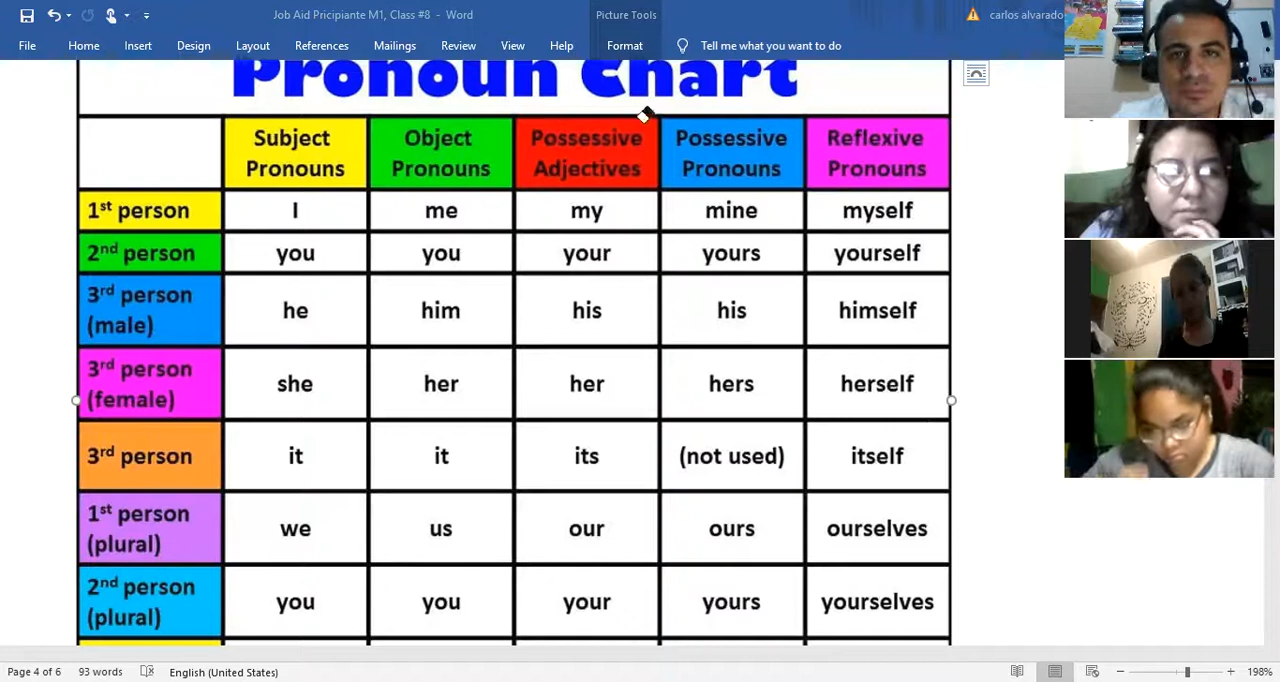 Job Aid Pricipiante M1, Class #8 - Word
Picture Tools
carlos alvarado
File Home Insert Design Layout References Mailings Review View Help Format Tell me what you want to do
Pronoun Chart
Subject Pronouns Object Pronouns Possessive Adjectives Possessive Pronouns Reflexive Pronouns
1st person I me my mine myself
2nd person you you your yours yourself
3rd person (male) he him his his himself
3rd person (female) she her her hers herself
3rd person it it its (not used) itself
1st person (plural) we us our ours ourselves
2nd person (plural) you you your yours yourselves
Page 4 of 6 93 words English (United States) 198%